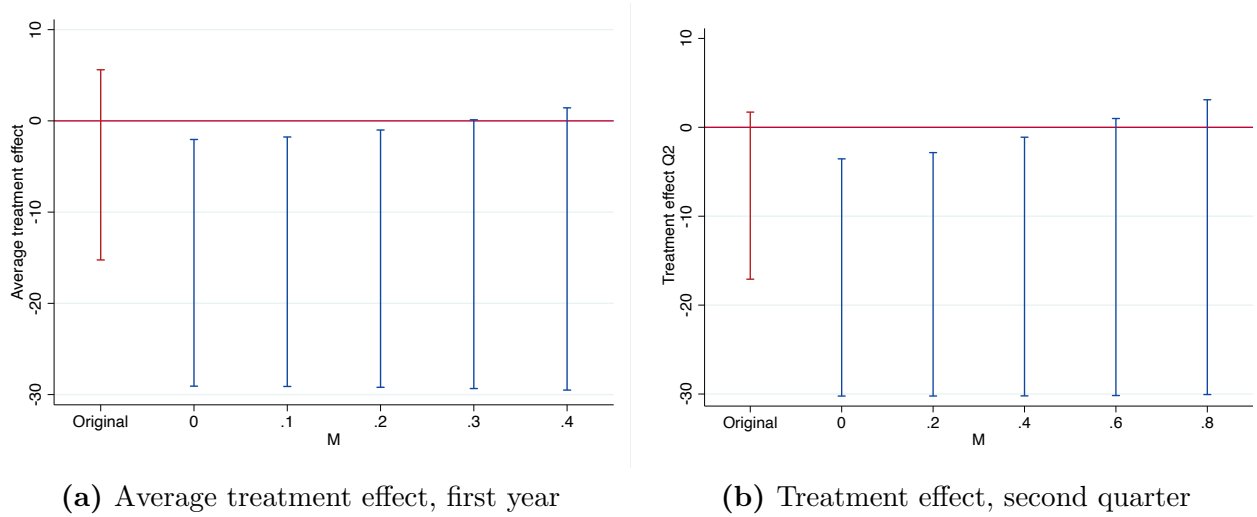 Average treatment effect
10
0
-10
-20
-30
Original 0 .1 .2 .3 .4
M
(a) Average treatment effect, first year
Treatment effect Q2
10
0
-10
-20
-30
Original 0 .2 .4 .6 .8
M
(b) Treatment effect, second quarter